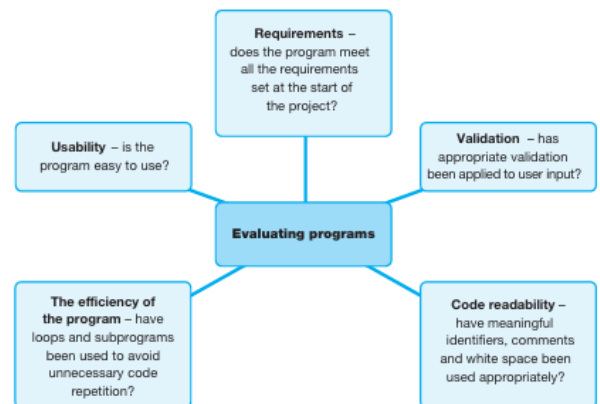 Requirements –
does the program meet
all the requirements
set at the start of
the project?
Usability – is the
program easy to use?
Validation – has
appropriate validation
been applied to user input?
Evaluating programs
The efficiency of
the program – have
loops and subprograms
been used to avoid
unnecessary code
repetition?
Code readability –
have meaningful
identifiers, comments
and white space been
used appropriately?